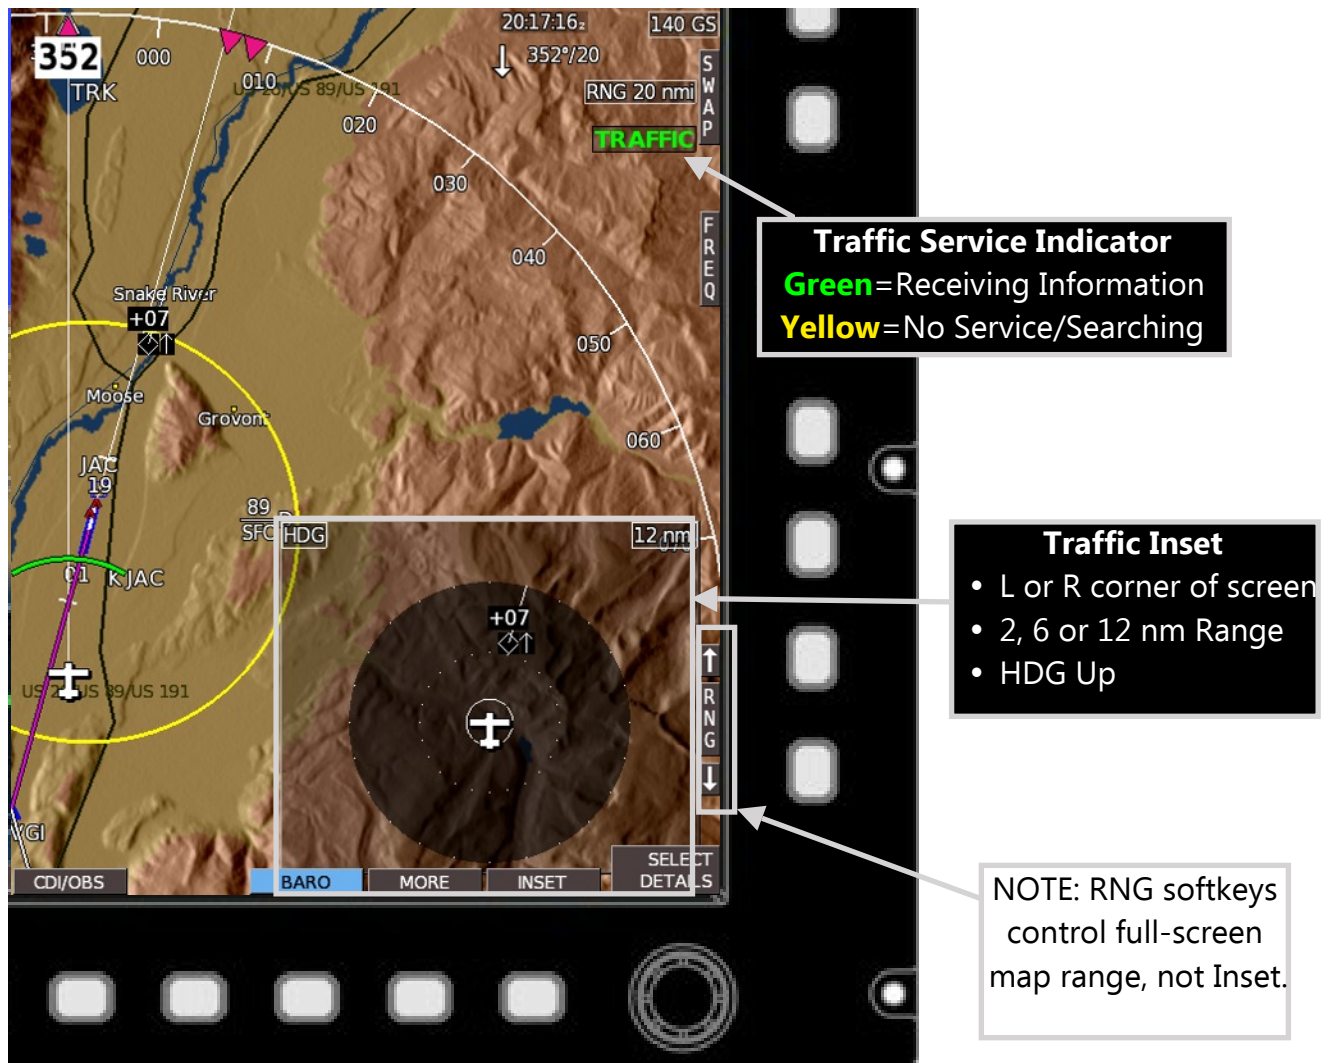 20:17:16z
140 GS
352
000
352°/20
TRK
010
US 26/US 89/US 191
RNG 20 nmi
SWAP
020
TRAFFIC
030
FREQ
Traffic Service Indicator
Green=Receiving Information
Yellow=No Service/Searching
040
Snake River
+07
050
Moose
Grovont
060
JAC
19
89
SFC
D
HDG
12 nm
070
Traffic Inset
• L or R corner of screen
• 2, 6 or 12 nm Range
• HDG Up
01
KJAC
+07
↑
RNG
↓
US 26/US 89/US 191
VGI
SELECT
DETAILS
CDI/OBS
BARO
MORE
INSET
NOTE: RNG softkeys
control full-screen
map range, not Inset.